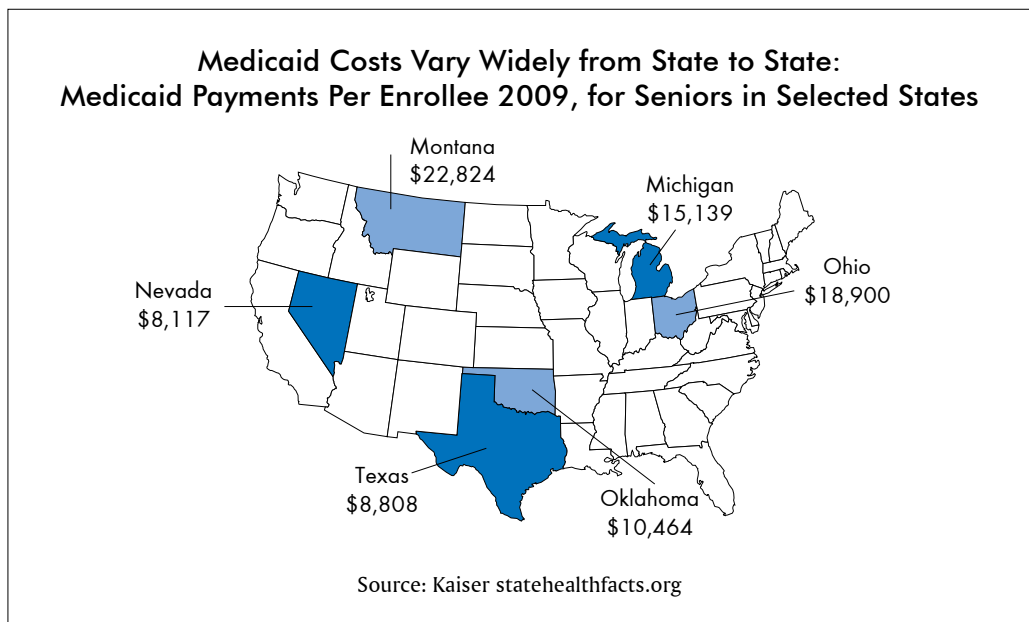 Medicaid Costs Vary Widely from State to State:
Medicaid Payments Per Enrollee 2009, for Seniors in Selected States
Montana
$22,824
Michigan
$15,139
Ohio
$18,900
Nevada
$8,117
Texas
$8,808
Oklahoma
$10,464
Source: Kaiser statehealthfacts.org